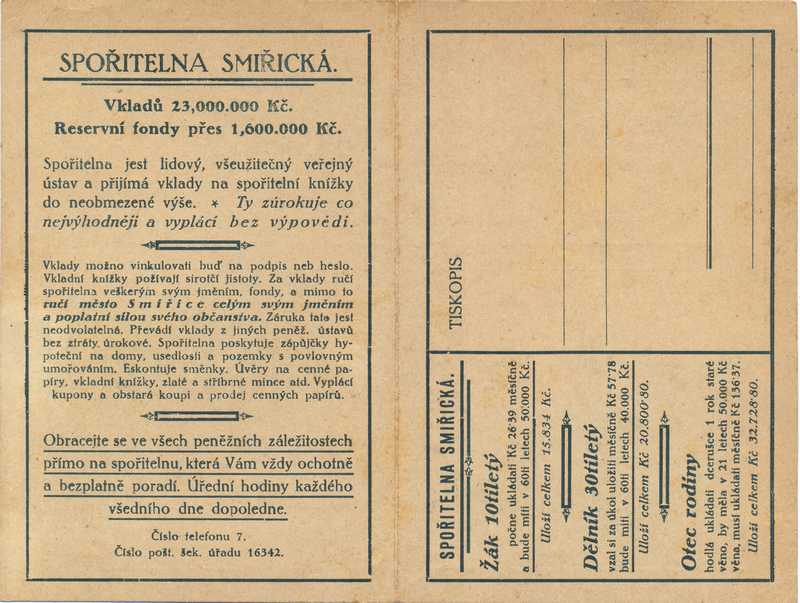 SPOŘITELNA SMIŘICKÁ.
Vkladů 23,000.000 Kč.
Reservní fondy přes 1,600.000 Kč.
Spořitelna jest lidový, všeužitečný veřejný
ústav a přijímá vklady na spořitelní knížky
do neobmezené výše. * Ty zúrokuje co
nejvýhodněji a vyplácí bez výpovědi.
Vklady možno vinkulovati buď na podpis neb heslo.
Vkladní knížky požívají sirotčí jistoty. Za vklady ručí
spořitelna veškerým svým jměním, fondy, a mimo to
ručí město Smiřice celým svým jměním
a poplatní silou svého občanstva. Záruka tato jest
neodvolatelná. Převádí vklady z jiných peněž. ústavů
bez ztráty úrokové. Spořitelna poskytuje zápůjčky hy-
poteční na domy, usedlosti a pozemky s povlovným
umořováním. Eskontuje směnky. Úvěry na cenné pa-
píry, vkladní knížky, zlaté a stříbrné mince atd. Vyplácí
kupony a obstará koupi a prodej cenných papírů.
Obracejte se ve všech peněžních záležitostech
přímo na spořitelnu, která Vám vždy ochotně
a bezplatně poradí. Úřední hodiny každého
všedního dne dopoledne.
Číslo telefonu 7.
Číslo pošt. šek. úřadu 16342.
TISKOPIS
SPOŘITELNA SMIŘICKÁ.
Žák 10tiletý
počne ukládati Kč 26·39 měsíčně
a bude míti v 60ti letech 50.000 Kč.
Uloží celkem 15.834 Kč.
Dělník 30tiletý
vzal si za úkol uložiti měsíčně Kč 57·78
bude míti v 60ti letech 40.000 Kč.
Uloží celkem Kč 20.800·80.
Otec rodiny
hodlá ukládati dcerušce 1 rok staré
věno, by měla v 21 letech 50.000 Kč
věna, musí ukládati měsíčně Kč 136·37.
Uloží celkem Kč 32.728·80.